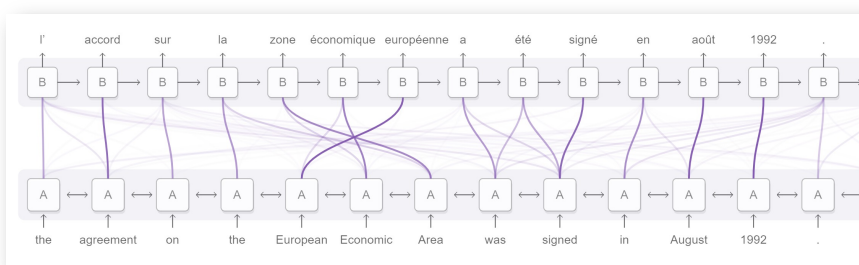 l' accord sur la zone économique européenne a été signé en août 1992 .
B B B B B B B B B B B B B
A A A A A A A A A A A A A
the agreement on the European Economic Area was signed in August 1992 .